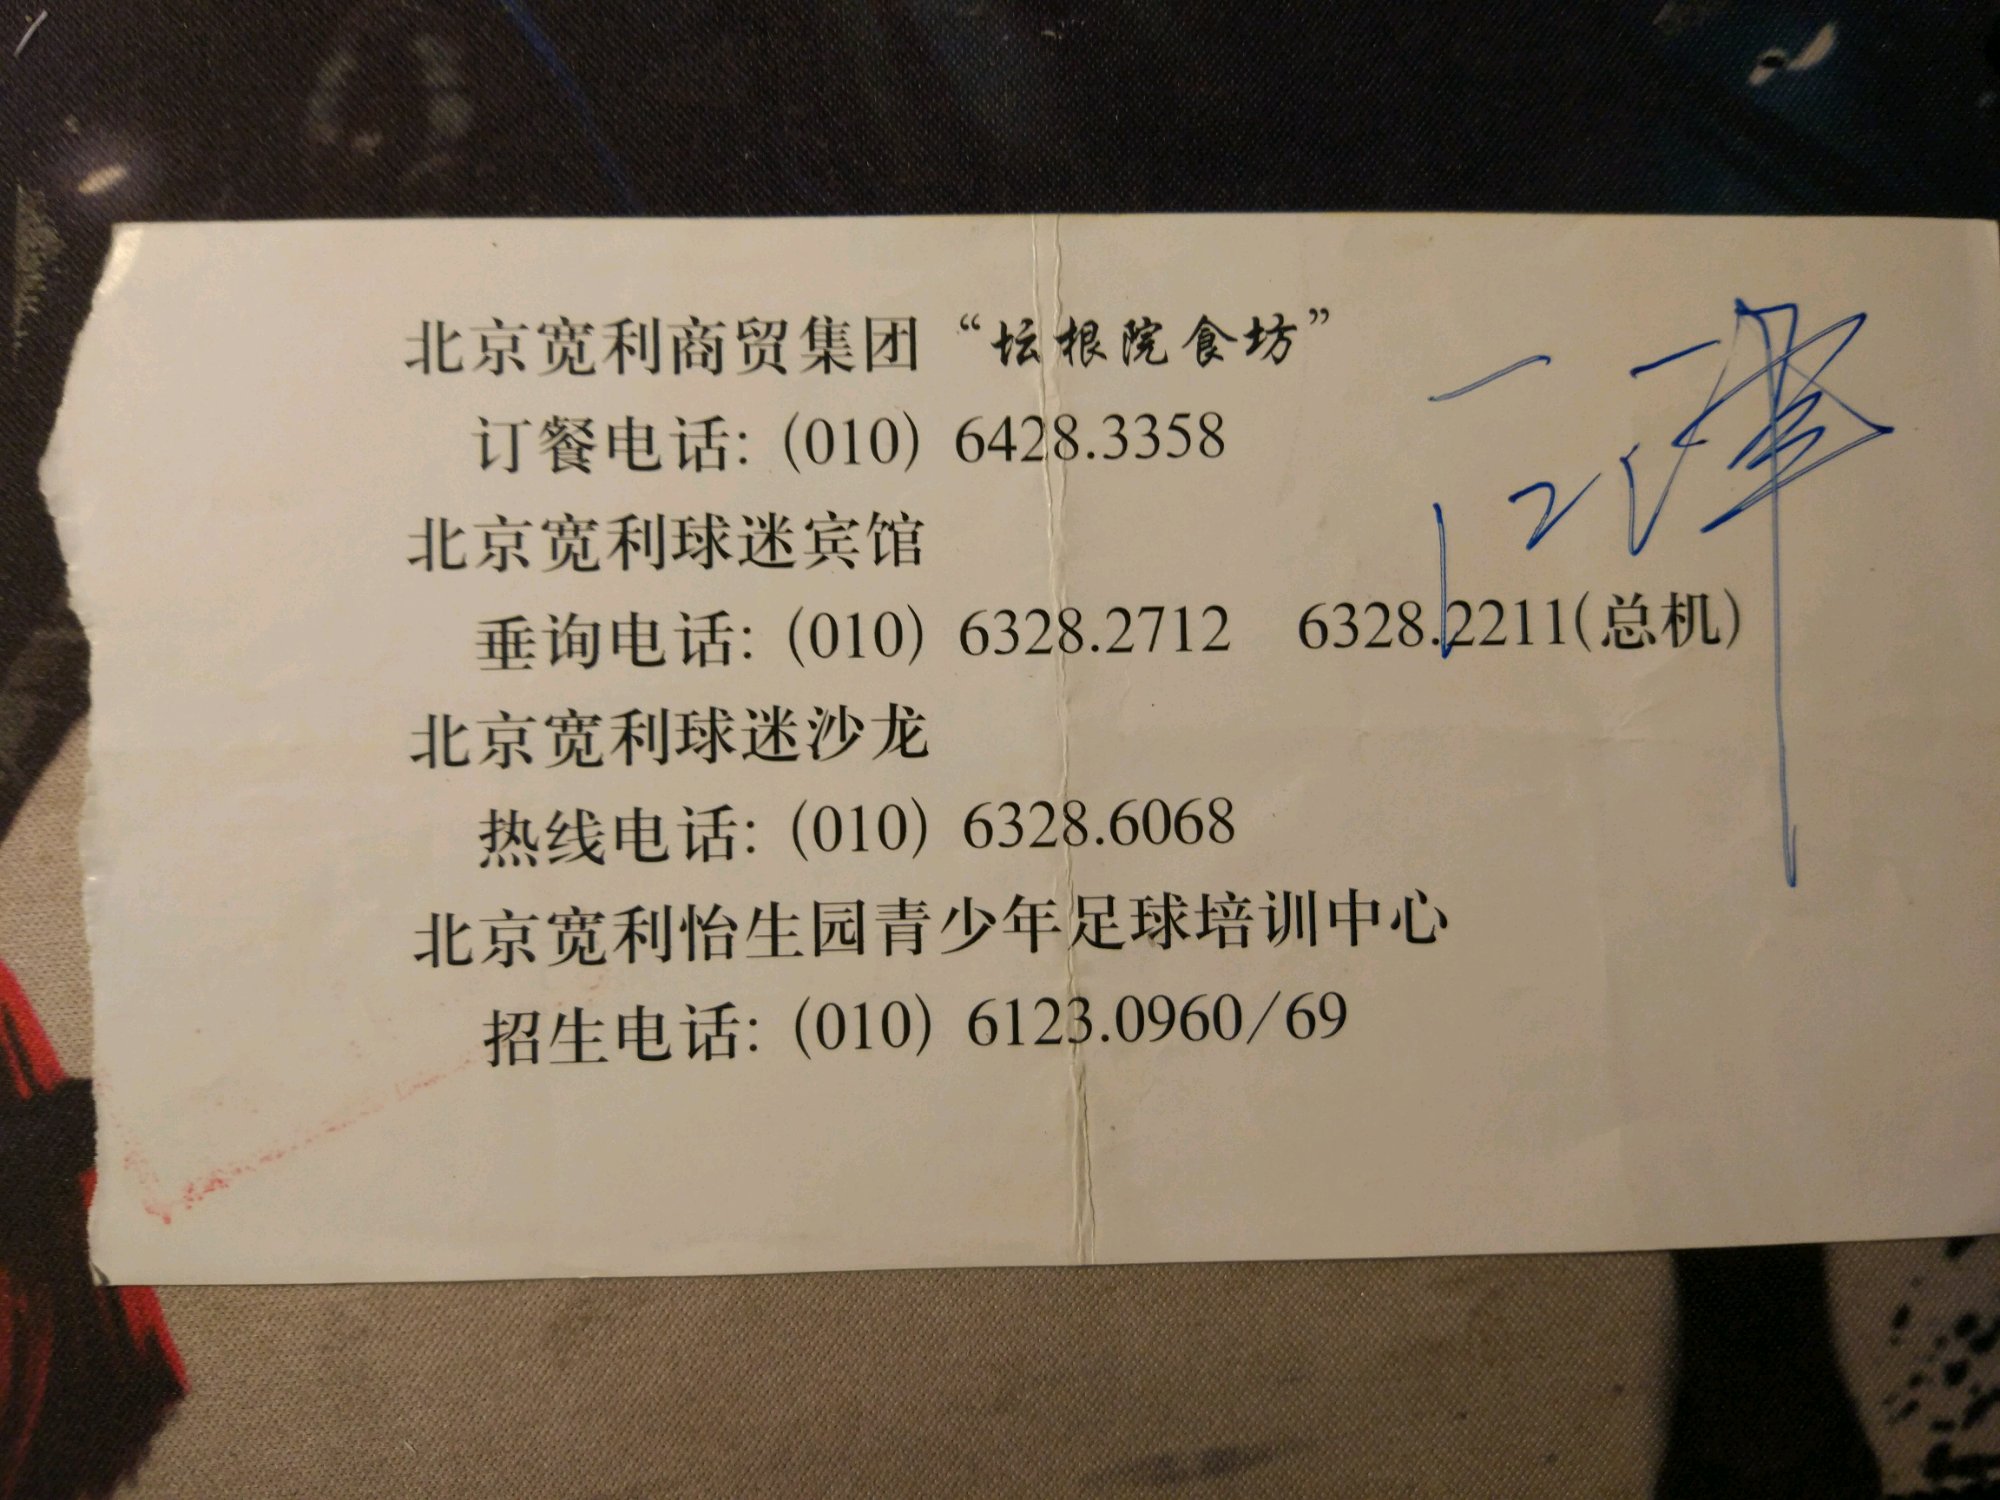 北京宽利商贸集团“坛根院食坊”
订餐电话：（010）6428.3358
北京宽利球迷宾馆
垂询电话：（010）6328.2712 6328.2211(总机)
北京宽利球迷沙龙
热线电话：（010）6328.6068
北京宽利怡生园青少年足球培训中心
招生电话：（010）6123.0960/69